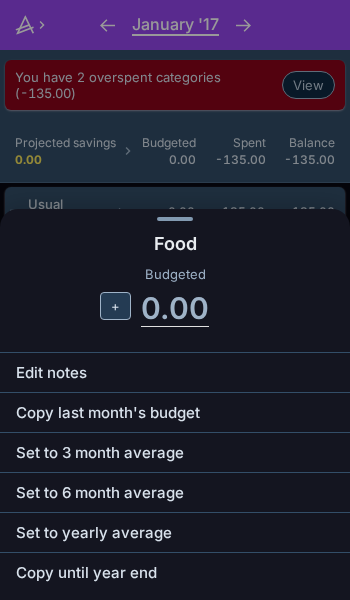 January '17
You have 2 overspent categories
(-135.00)
View
Projected savings
0.00
Budgeted
0.00
Spent
-135.00
Balance
-135.00
Usual
Food
Budgeted
+
0.00
Edit notes
Copy last month's budget
Set to 3 month average
Set to 6 month average
Set to yearly average
Copy until year end